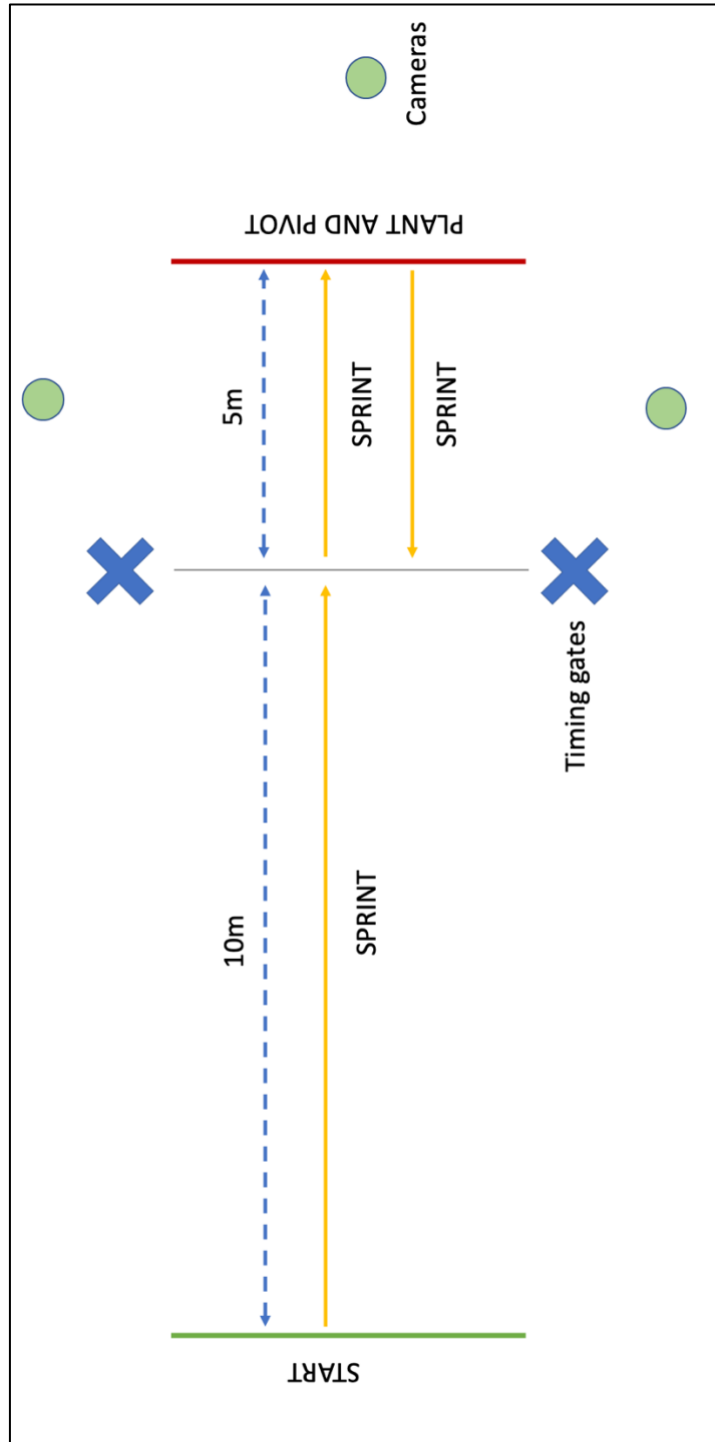 Cameras
PLANT AND PIVOT
5m
SPRINT
SPRINT
Timing gates
10m
SPRINT
START